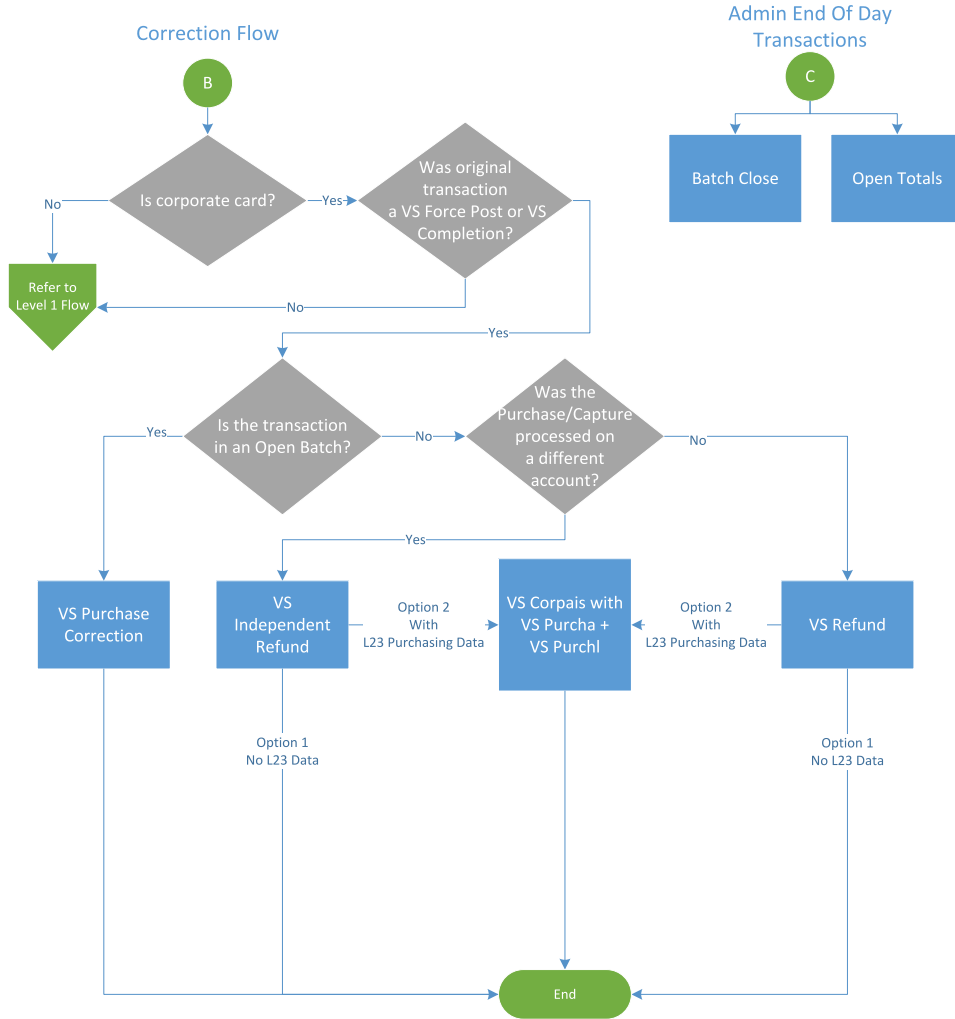 Correction Flow
Admin End Of Day
Transactions
B
C
Is corporate card?
Yes
Was original
transaction
a VS Force Post or VS
Completion?
No
Batch Close
Open Totals
Refer to
Level 1 Flow
No
Yes
Is the transaction
in an Open Batch?
Yes
No
Was the
Purchase/Capture
processed on
a different
account?
No
Yes
VS Purchase
Correction
VS
Independent
Refund
Option 2
With
L23 Purchasing Data
VS Corpais with
VS Purcha +
VS Purchl
Option 2
With
L23 Purchasing Data
VS Refund
Option 1
No L23 Data
Option 1
No L23 Data
End